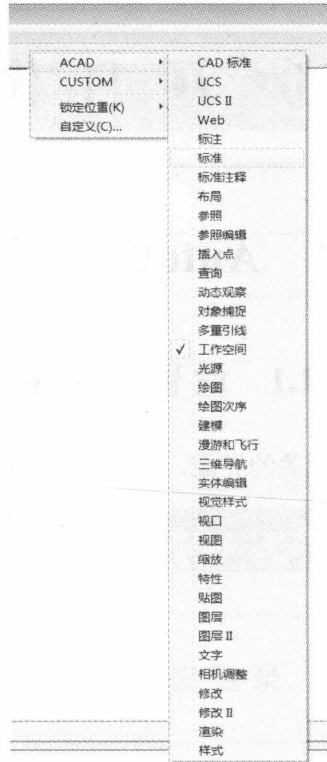 ACAD
CUSTOM
锁定位置(K)
自定义(C)...
CAD 标准
UCS
UCS II
Web
标注
标准
标准注释
布局
参照
参照编辑
插入点
查询
动态观察
对象捕捉
多重引线
✓ 工作空间
光源
绘图
绘图次序
建模
漫游和飞行
三维导航
实体编辑
视觉样式
视口
视图
缩放
特性
贴图
图层
图层 II
文字
相机调整
修改
修改 II
渲染
样式